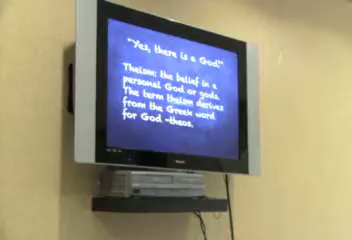 "Yes, there is a God!"
Theism: the belief in a
personal God or gods.
The term theism derives
from the Greek word
for God -theos.